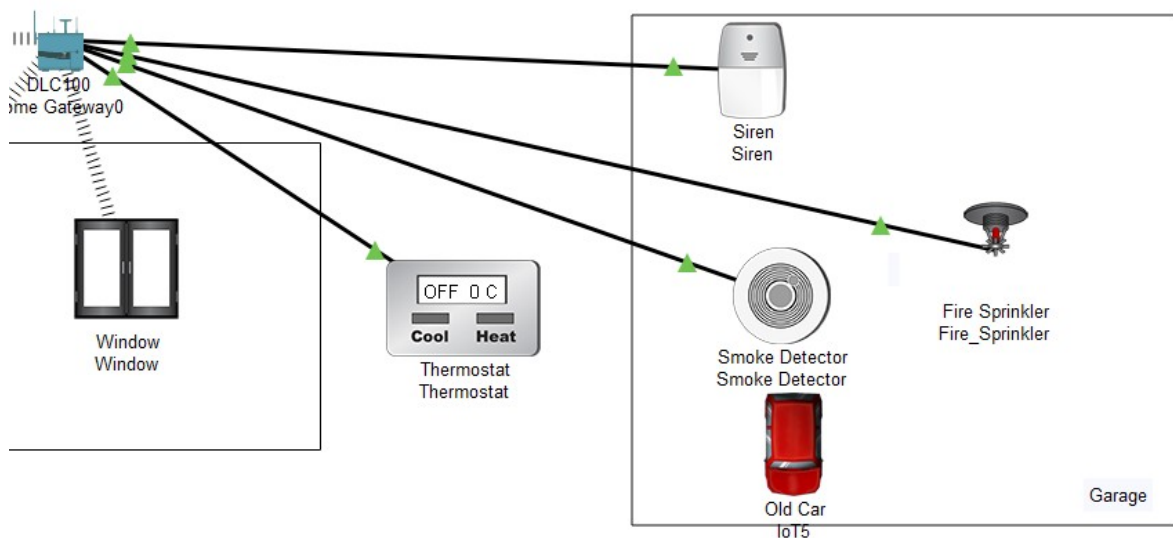 DLC100
ome Gateway0
Siren
Siren
Window
Window
OFF 0 C
Cool Heat
Thermostat
Thermostat
Smoke Detector
Smoke Detector
Fire Sprinkler
Fire_Sprinkler
Old Car
IoT5
Garage